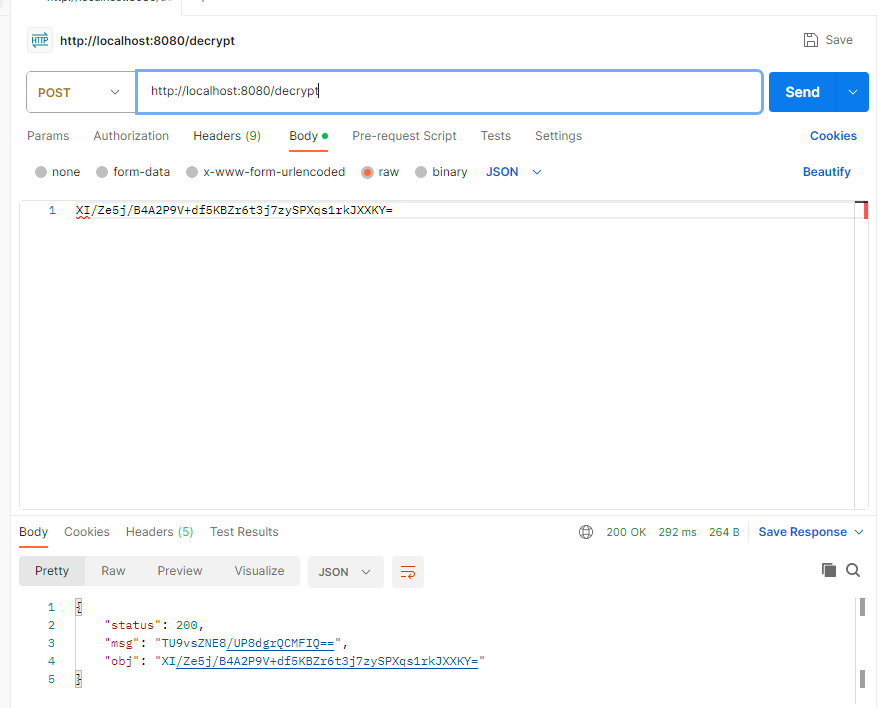 HTTP http://localhost:8080/decrypt Save
POST http://localhost:8080/decrypt Send
Params Authorization Headers (9) Body Pre-request Script Tests Settings Cookies
none form-data x-www-form-urlencoded raw binary JSON Beautify
1 XI/Ze5j/B4A2P9V+df5KBZr6t3j7zySPXqs1rkJXXKY=
Body Cookies Headers (5) Test Results 200 OK 292 ms 264 B Save Response
Pretty Raw Preview Visualize JSON
1 {
2 "status": 200,
3 "msg": "TU9vsZNE8/UP8dgrQCMFIQ==",
4 "obj": "XI/Ze5j/B4A2P9V+df5KBZr6t3j7zySPXqs1rkJXXKY="
5 }